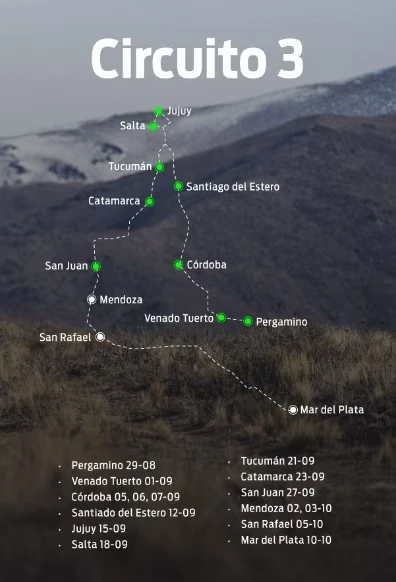 Circuito 3
Jujuy
Salta
Tucumán
Santiago del Estero
Catamarca
San Juan
Córdoba
Mendoza
Venado Tuerto
Pergamino
San Rafael
Mar del Plata
· Pergamino 29-08
· Venado Tuerto 01-09
· Córdoba 05, 06, 07-09
· Santiago del Estero 12-09
· Jujuy 15-09
· Salta 18-09
· Tucumán 21-09
· Catamarca 23-09
· San Juan 27-09
· Mendoza 02, 03-10
· San Rafael 05-10
· Mar del Plata 10-10